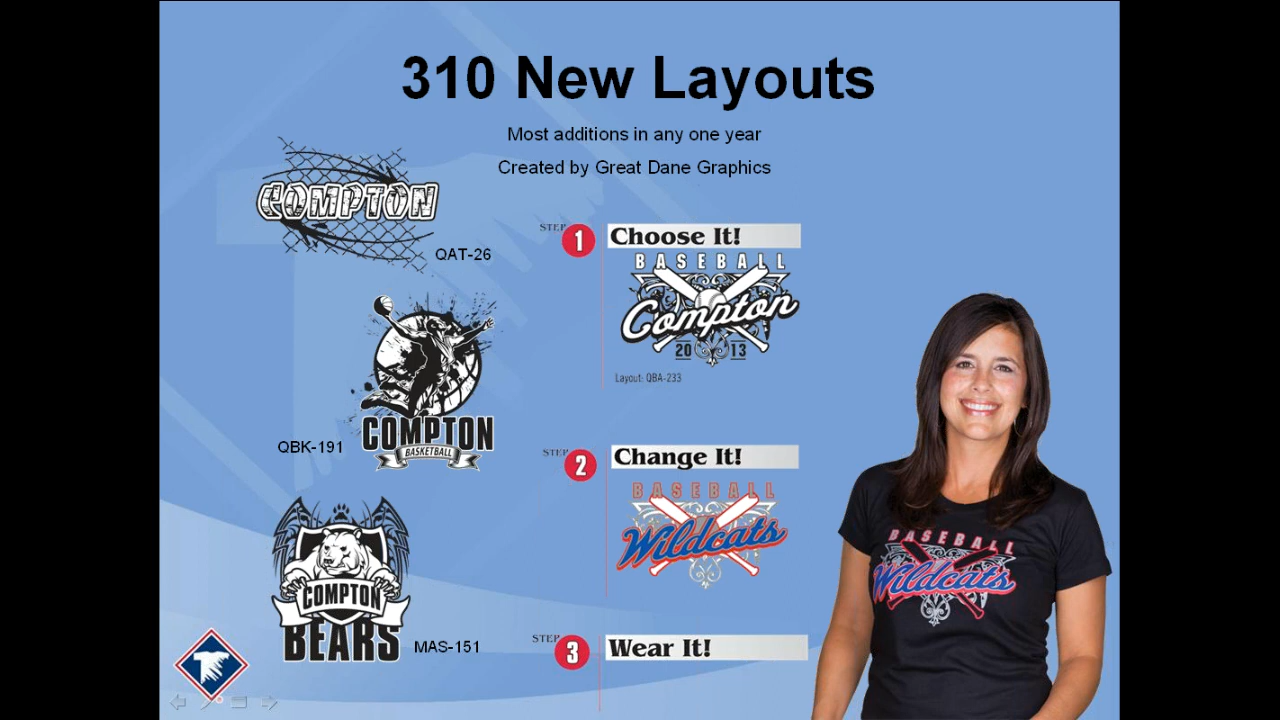 310 New Layouts
Most additions in any one year
Created by Great Dane Graphics
COMPTON
QAT-26
COMPTON
BASKETBALL
QBK-191
COMPTON
BEARS
MAS-151
STEP 1 Choose It!
BASEBALL
Compton
20 13
Layout: QBA-233
STEP 2 Change It!
BASEBALL
Wildcats
STEP 3 Wear It!
BASEBALL
Wildcats